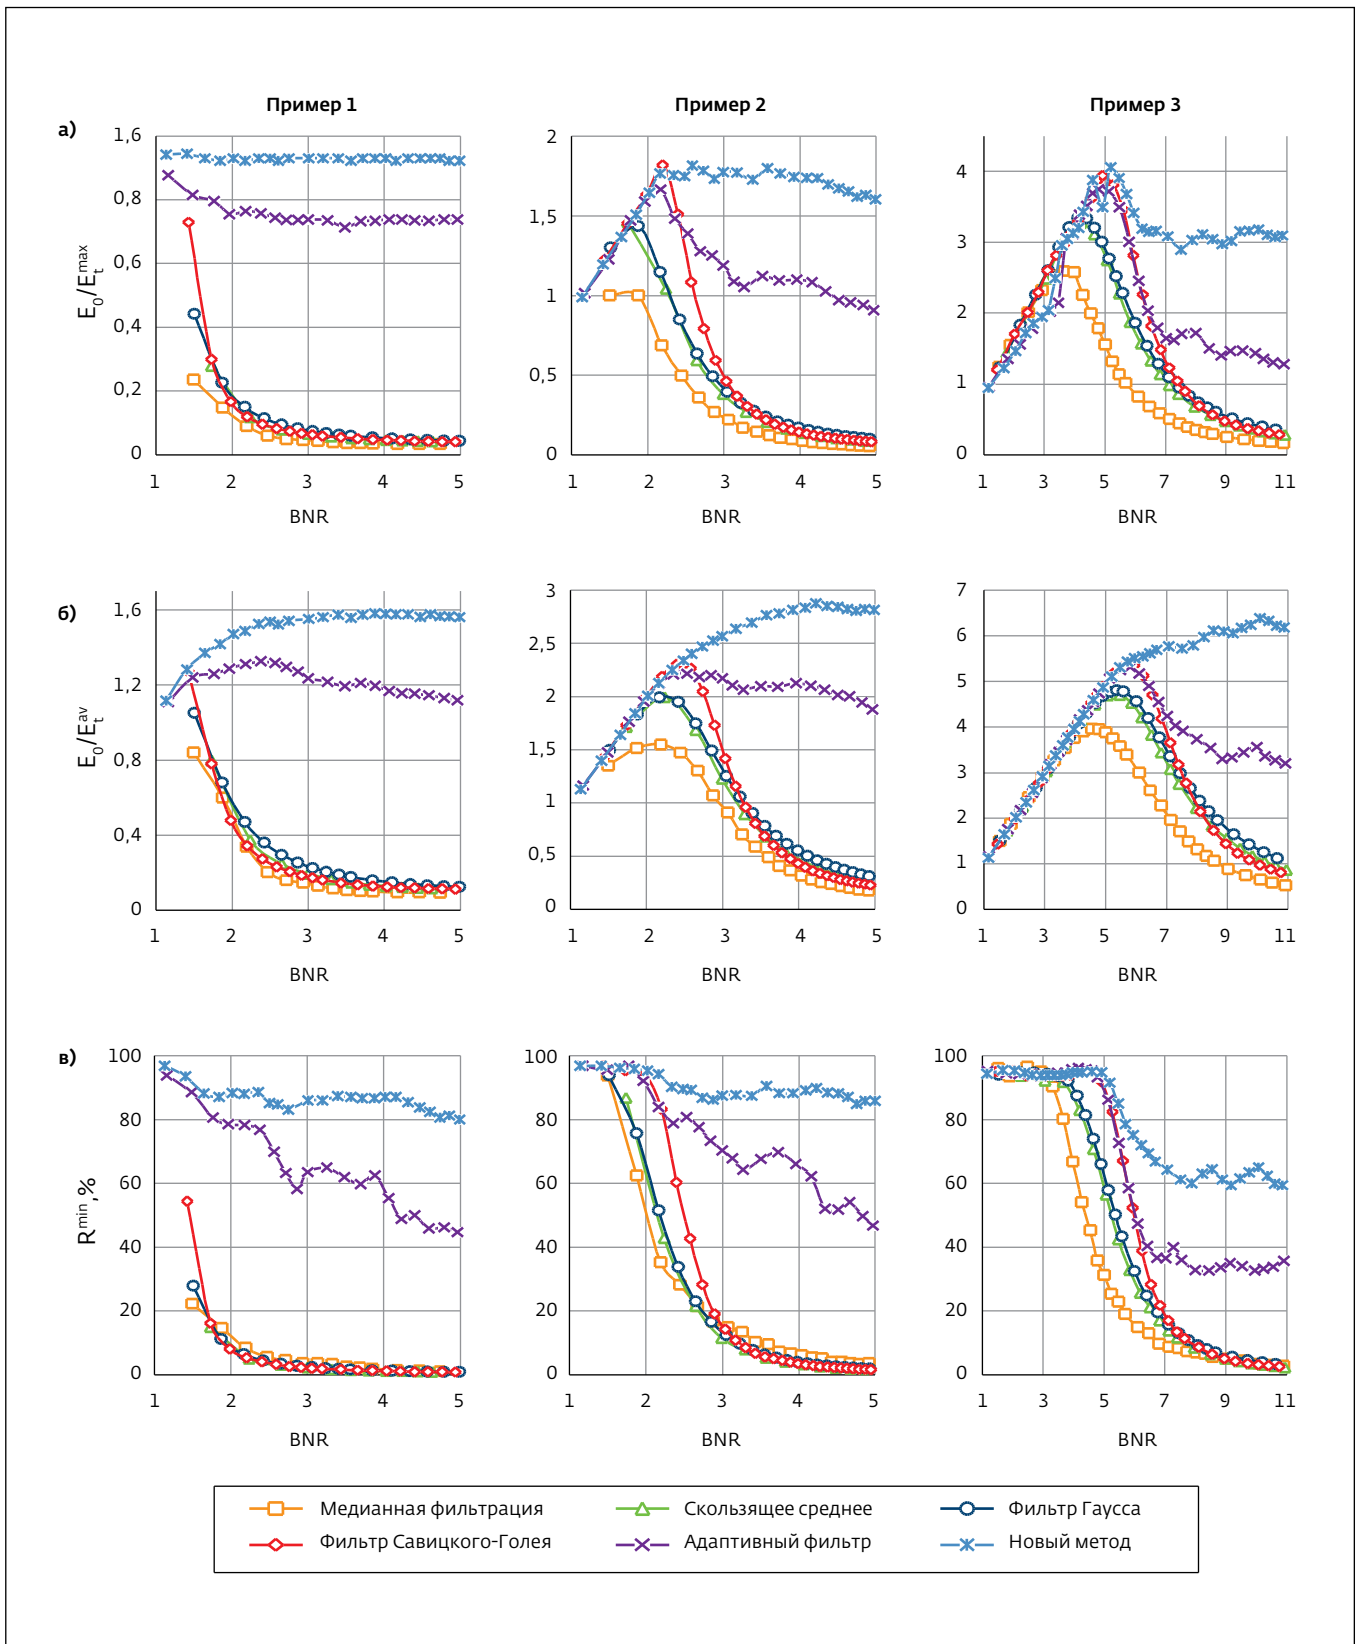 Пример 1 Пример 2 Пример 3
а)
E₀/Eₜᵐᵃˣ
1,6
0,8
0,6
0,4
0,2
0
1 2 3 4 5
BNR
2
1,5
1
0,5
0
1 2 3 4 5
BNR
4
3
2
1
0
1 3 5 7 9 11
BNR
б)
E₀/Eₜᵃᵛ
1,6
1,2
0,8
0,4
0
1 2 3 4 5
BNR
3
2,5
2
1,5
1
0,5
0
1 2 3 4 5
BNR
7
6
5
4
3
2
1
0
1 3 5 7 9 11
BNR
в)
Rᵐⁱⁿ, %
100
80
60
40
20
0
1 2 3 4 5
BNR
100
80
60
40
20
0
1 2 3 4 5
BNR
100
80
60
40
20
0
1 3 5 7 9 11
BNR
Медианная фильтрация Скользящее среднее Фильтр Гаусса
Фильтр Савицкого-Голея Адаптивный фильтр Новый метод